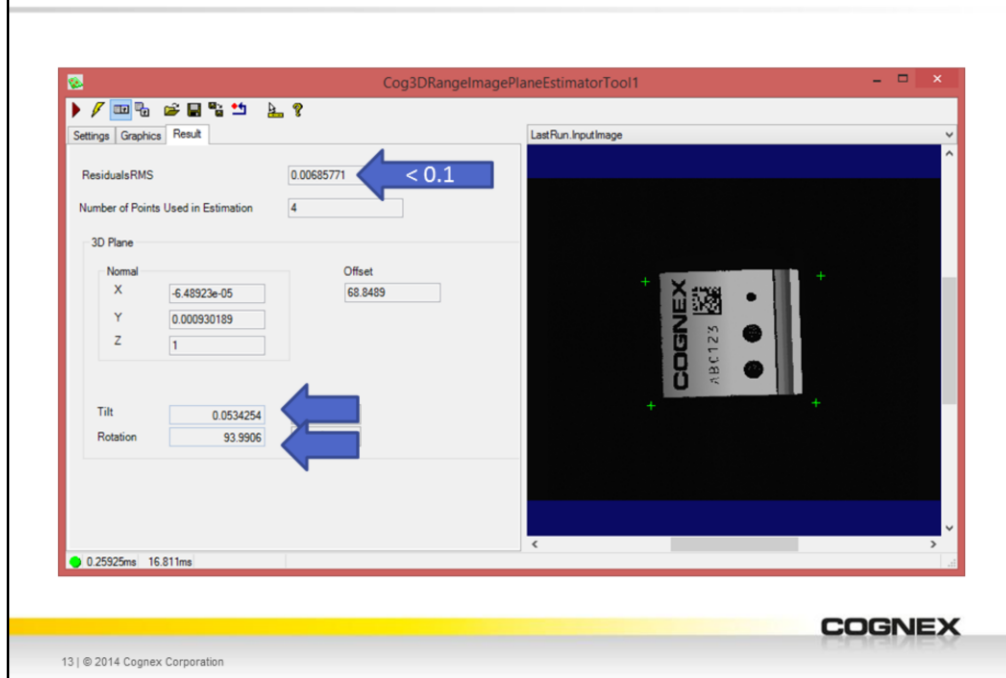 Cog3DRangeImagePlaneEstimatorTool1
Settings Graphics Result
LastRun.InputImage
ResidualsRMS 0.00685771 < 0.1
Number of Points Used in Estimation 4
3D Plane
Normal Offset
X -6.48923e-05 68.8489
Y 0.000930189
Z 1
Tilt 0.0534254
Rotation 93.9906
COGNEX
ABC123
0.25925ms 16.811ms
COGNEX
13 | © 2014 Cognex Corporation